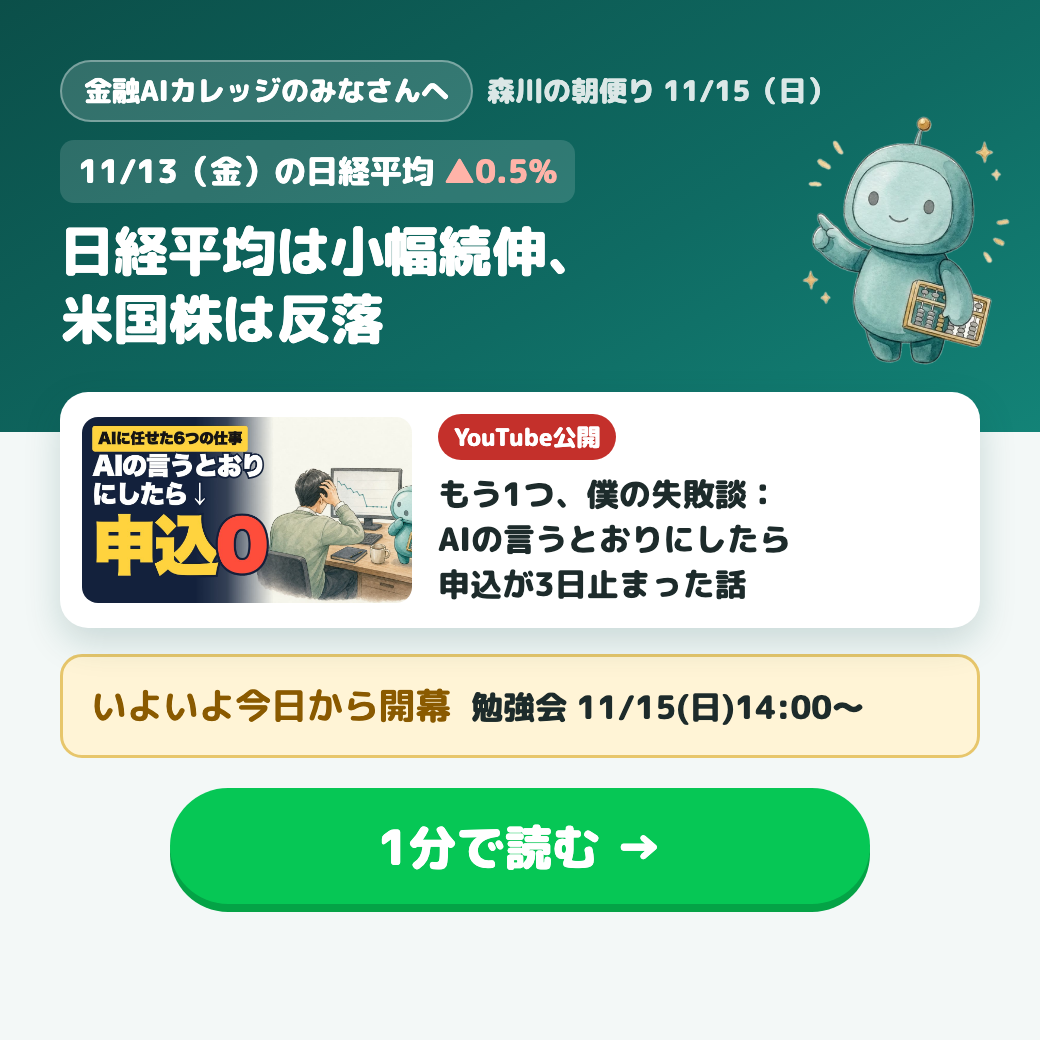 金融AIカレッジのみなさんへ 森川の朝便り 11/15（日）
11/13（金）の日経平均 ▲0.5%
日経平均は小幅続伸、
米国株は反落
AIに任せた6つの仕事
AIの言うとおり
にしたら↓
申込0
YouTube公開
もう1つ、僕の失敗談：
AIの言うとおりにしたら
申込が3日止まった話
いよいよ今日から開幕 勉強会 11/15(日)14:00〜
1分で読む →